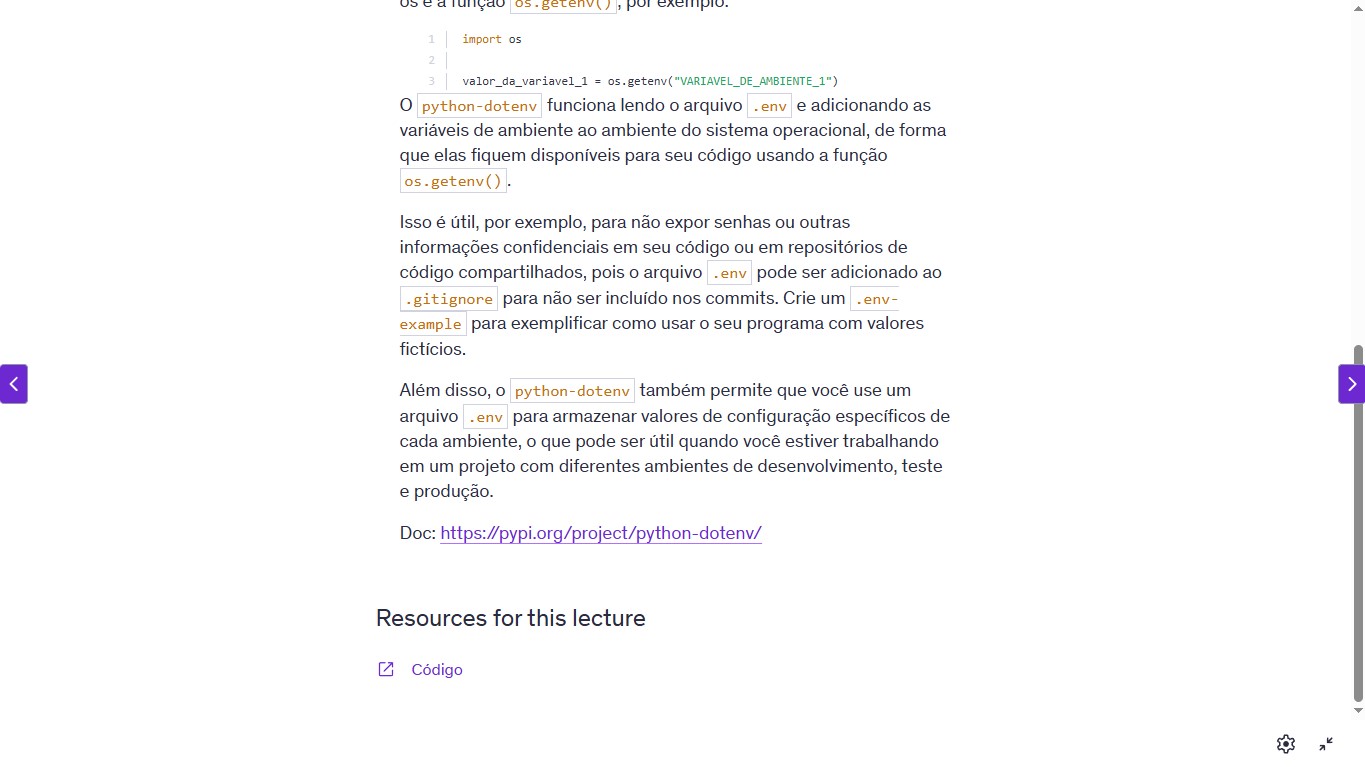 os e a função os.getenv(), por exemplo:
1 import os
2
3 valor_da_variavel_1 = os.getenv("VARIAVEL_DE_AMBIENTE_1")
O python-dotenv funciona lendo o arquivo .env e adicionando as
variáveis de ambiente ao ambiente do sistema operacional, de forma
que elas fiquem disponíveis para seu código usando a função
os.getenv().
Isso é útil, por exemplo, para não expor senhas ou outras
informações confidenciais em seu código ou em repositórios de
código compartilhados, pois o arquivo .env pode ser adicionado ao
.gitignore para não ser incluído nos commits. Crie um .env-
example para exemplificar como usar o seu programa com valores
fictícios.
Além disso, o python-dotenv também permite que você use um
arquivo .env para armazenar valores de configuração específicos de
cada ambiente, o que pode ser útil quando você estiver trabalhando
em um projeto com diferentes ambientes de desenvolvimento, teste
e produção.
Doc: https://pypi.org/project/python-dotenv/
Resources for this lecture
Código